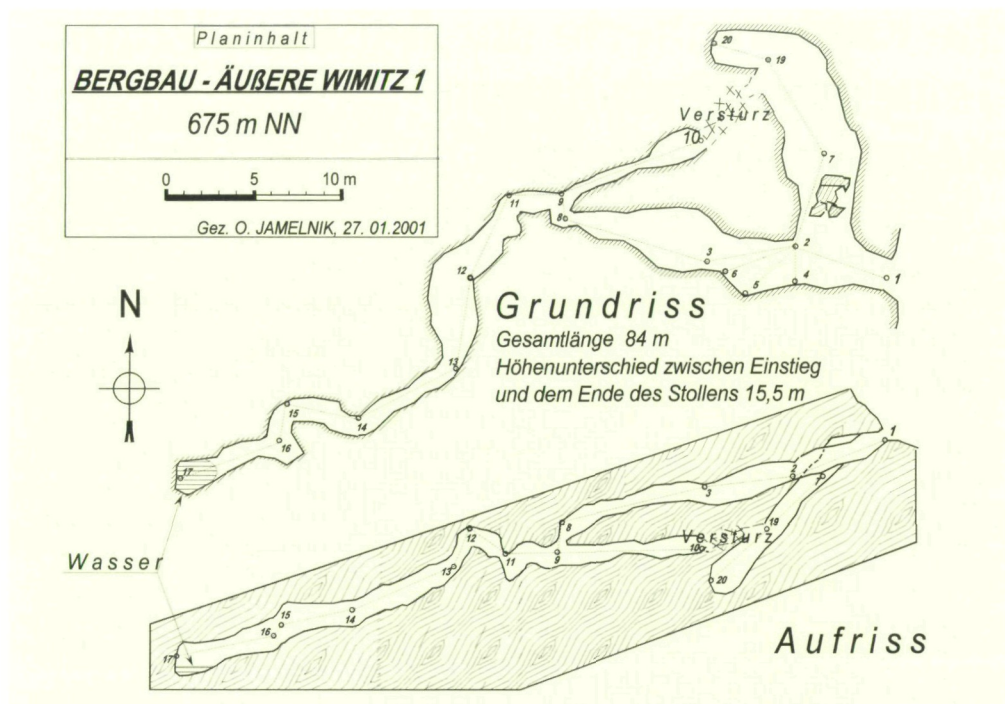 Planinhalt
BERGBAU - ÄUßERE WIMITZ 1
675 m NN
0 5 10 m
Gez. O. JAMELNIK, 27. 01.2001
N
20
19
Versturz
10
7
11
9
8
2
3
1
12
6
5
4
Grundriss
Gesamtlänge 84 m
Höhenunterschied zwischen Einstieg
und dem Ende des Stollens 15,5 m
13
15
14
16
17
Wasser
1
2
7
3
8
19
12
Versturz
10
11
9
13
20
14
15
16
17
Aufriss